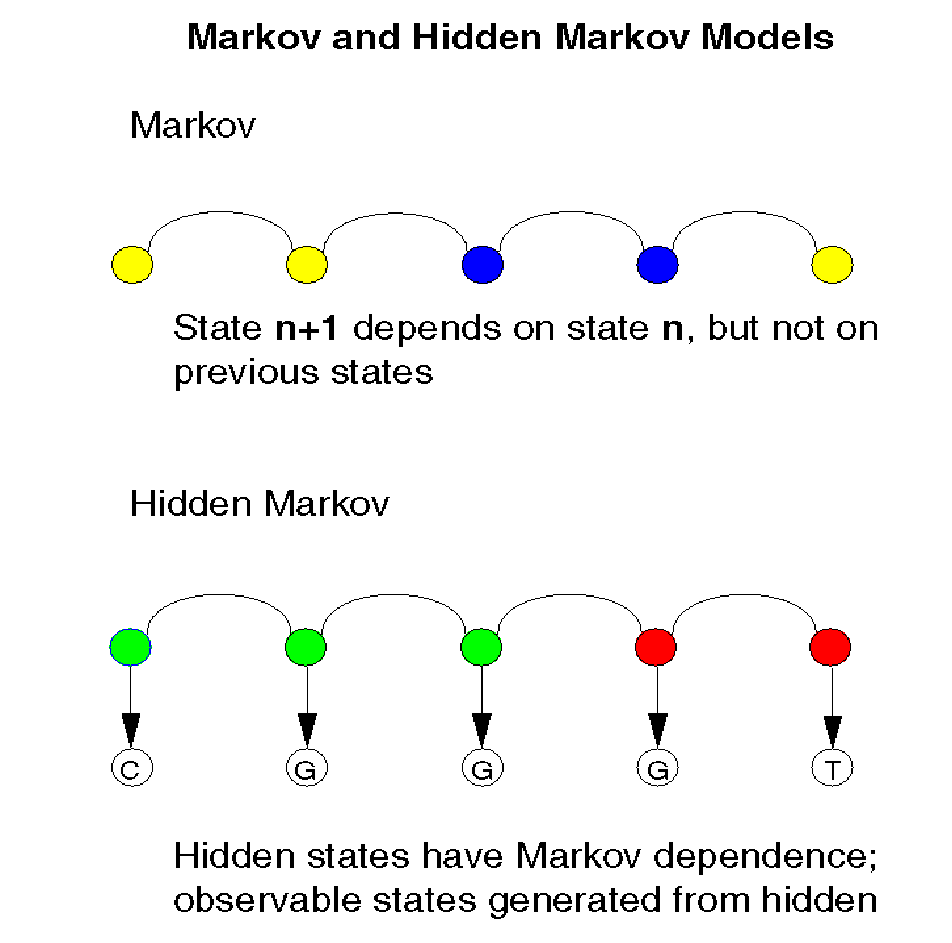 Markov and Hidden Markov Models
Markov
State n+1 depends on state n, but not on
previous states
Hidden Markov
C G G G T
Hidden states have Markov dependence;
observable states generated from hidden